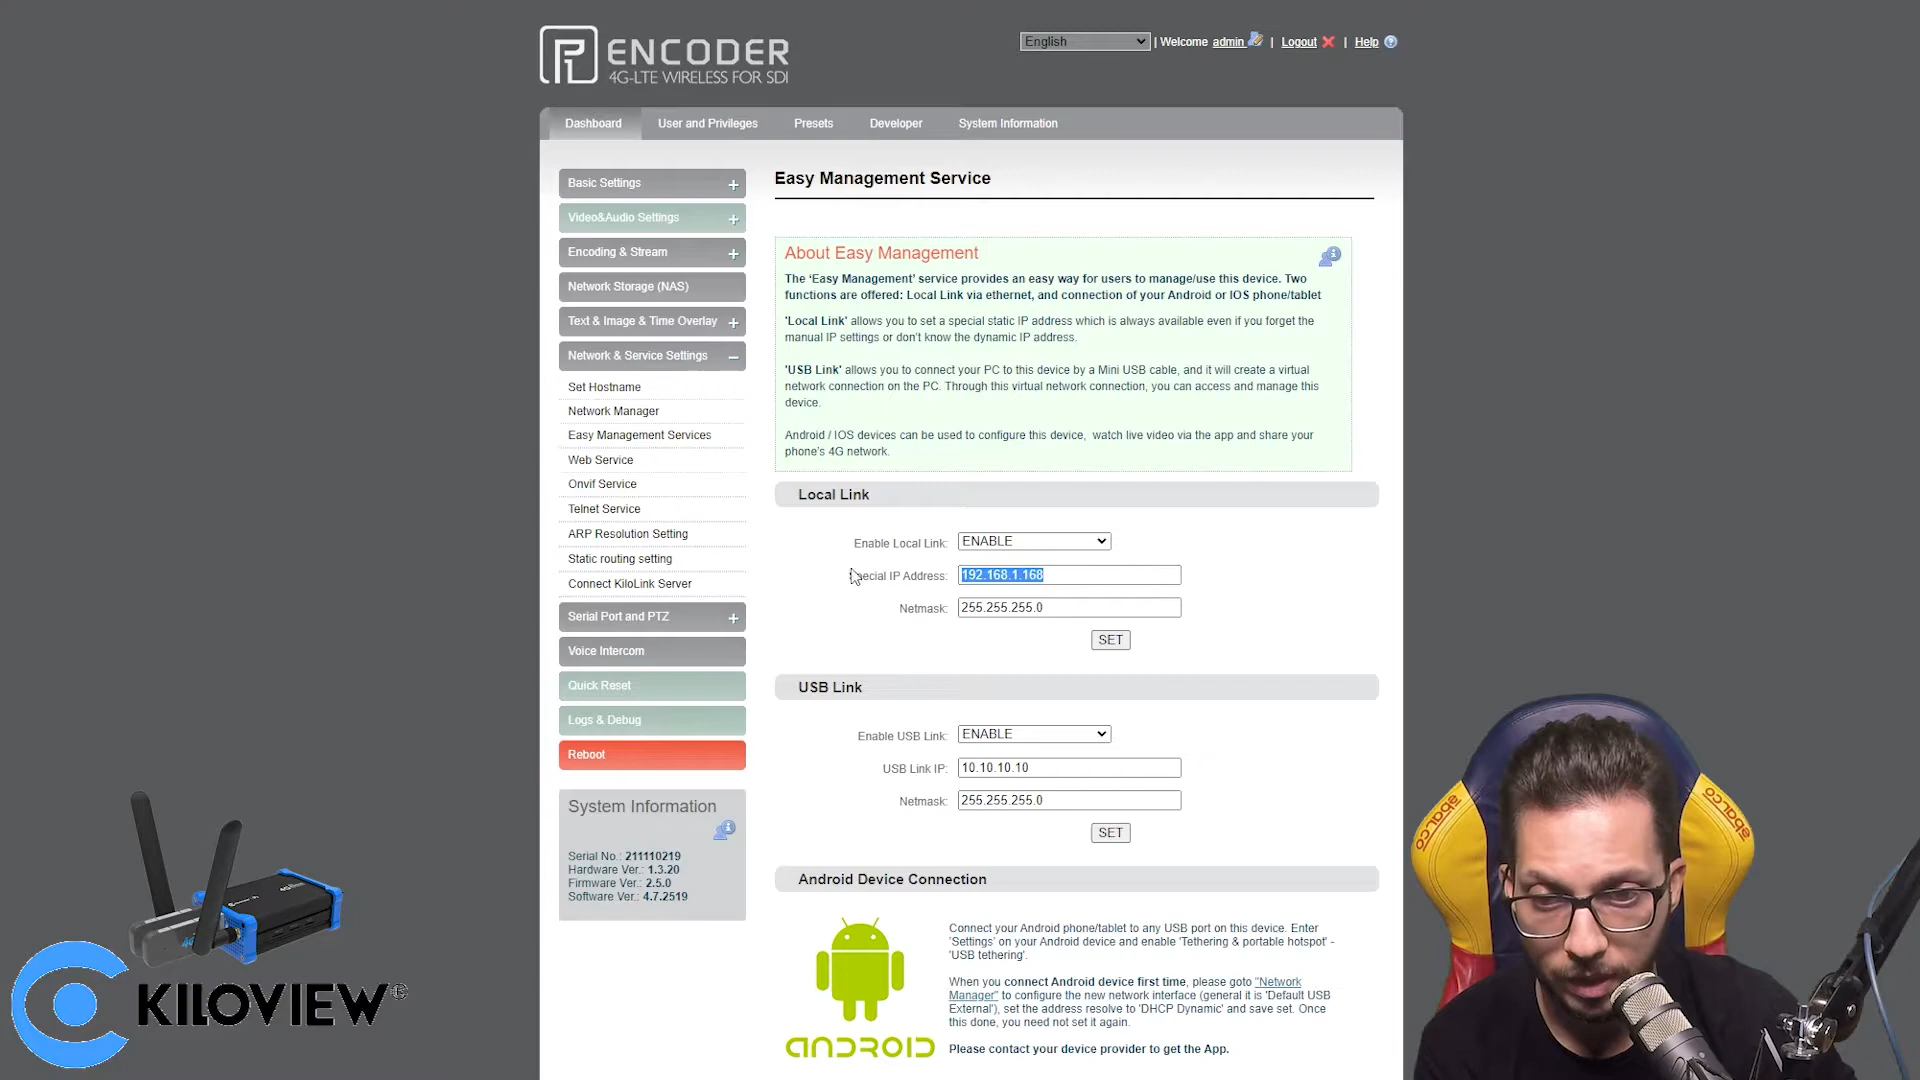 ENCODER
4G-LTE WIRELESS FOR SDI
English | Welcome admin | Logout | Help
Dashboard User and Privileges Presets Developer System Information
Basic Settings
Video&Audio Settings
Encoding & Stream
Network Storage (NAS)
Text & Image & Time Overlay
Network & Service Settings
Set Hostname
Network Manager
Easy Management Services
Web Service
Onvif Service
Telnet Service
ARP Resolution Setting
Static routing setting
Connect KiloLink Server
Serial Port and PTZ
Voice Intercom
Quick Reset
Logs & Debug
Reboot
System Information
Serial No.: 211110219
Hardware Ver.: 1.3.20
Firmware Ver.: 2.5.0
Software Ver.: 4.7.2519
Easy Management Service
About Easy Management
The ‘Easy Management’ service provides an easy way for users to manage/use this device. Two
functions are offered: Local Link via ethernet, and connection of your Android or IOS phone/tablet
'Local Link' allows you to set a special static IP address which is always available even if you forget the
manual IP settings or don't know the dynamic IP address.
'USB Link' allows you to connect your PC to this device by a Mini USB cable, and it will create a virtual
network connection on the PC. Through this virtual network connection, you can access and manage this
device.
Android / IOS devices can be used to configure this device, watch live video via the app and share your
phone's 4G network.
Local Link
Enable Local Link: ENABLE
Special IP Address: 192.168.1.168
Netmask: 255.255.255.0
SET
USB Link
Enable USB Link: ENABLE
USB Link IP: 10.10.10.10
Netmask: 255.255.255.0
SET
Android Device Connection
Connect your Android phone/tablet to any USB port on this device. Enter
'Settings' on your Android device and enable 'Tethering & portable hotspot' -
'USB tethering'.
When you connect Android device first time, please goto "Network
Manager" to configure the new network interface (general it is 'Default USB
External'), set the address resolve to 'DHCP Dynamic' and save set. Once
this done, you need not set it again.
Please contact your device provider to get the App.
ANDROID
KILOVIEW®
sparco
sparco